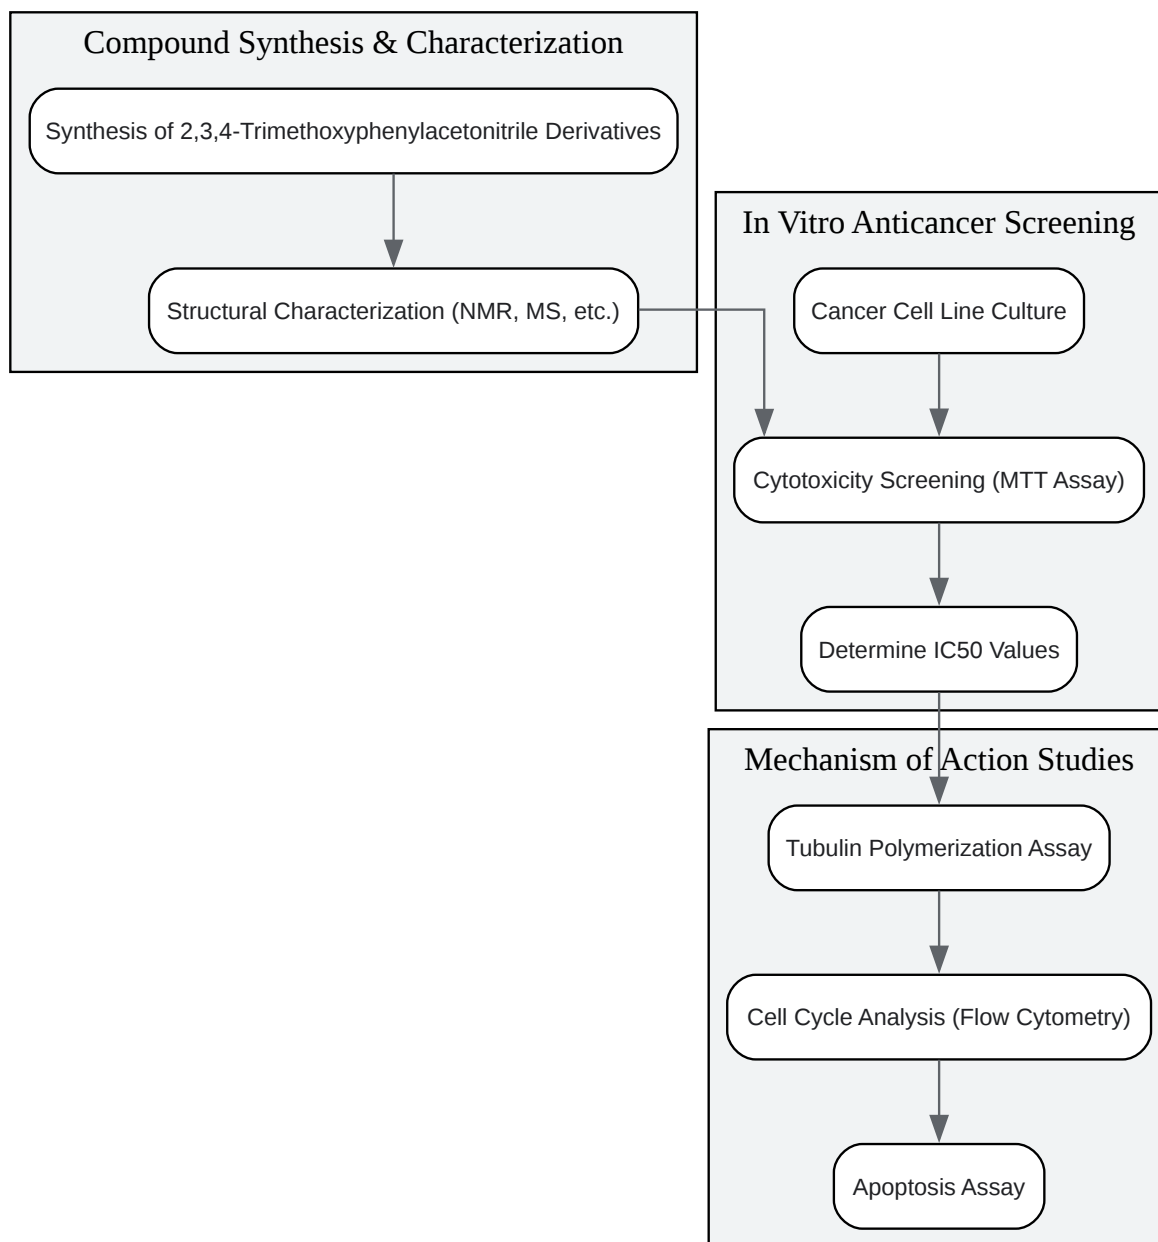 Compound Synthesis & Characterization
Synthesis of 2,3,4-Trimethoxyphenylacetonitrile Derivatives
Structural Characterization (NMR, MS, etc.)
In Vitro Anticancer Screening
Cancer Cell Line Culture
Cytotoxicity Screening (MTT Assay)
Determine IC50 Values
Mechanism of Action Studies
Tubulin Polymerization Assay
Cell Cycle Analysis (Flow Cytometry)
Apoptosis Assay